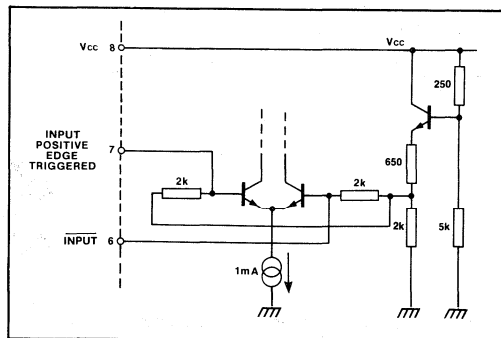 Vcc 8
Vcc
250
INPUT
POSITIVE
EDGE
TRIGGERED
7
650
2k
2k
INPUT 6
2k
5k
1mA